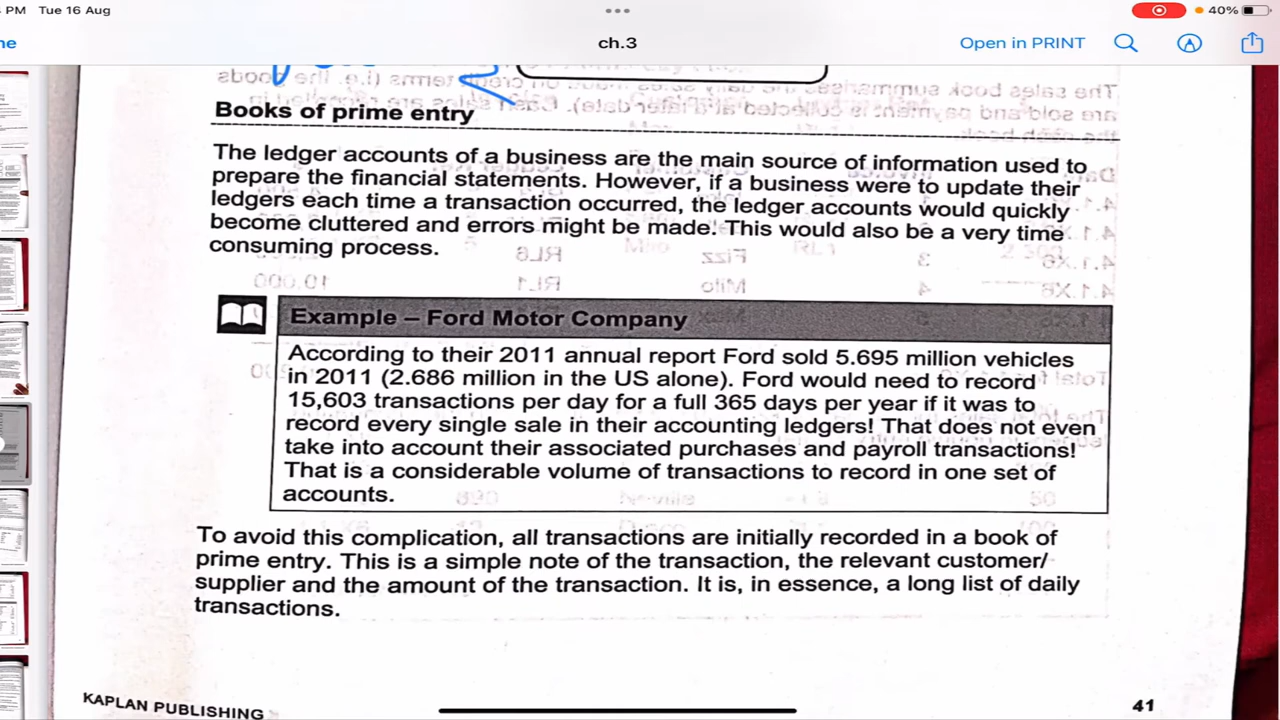 PM Tue 16 Aug
40%
ne
ch.3
Open in PRINT
Books of prime entry
The ledger accounts of a business are the main source of information used to
prepare the financial statements. However, if a business were to update their
ledgers each time a transaction occurred, the ledger accounts would quickly
become cluttered and errors might be made. This would also be a very time
consuming process.
Example – Ford Motor Company
According to their 2011 annual report Ford sold 5.695 million vehicles
in 2011 (2.686 million in the US alone). Ford would need to record
15,603 transactions per day for a full 365 days per year if it was to
record every single sale in their accounting ledgers! That does not even
take into account their associated purchases and payroll transactions!
That is a considerable volume of transactions to record in one set of
accounts.
To avoid this complication, all transactions are initially recorded in a book of
prime entry. This is a simple note of the transaction, the relevant customer/
supplier and the amount of the transaction. It is, in essence, a long list of daily
transactions.
KAPLAN PUBLISHING
41